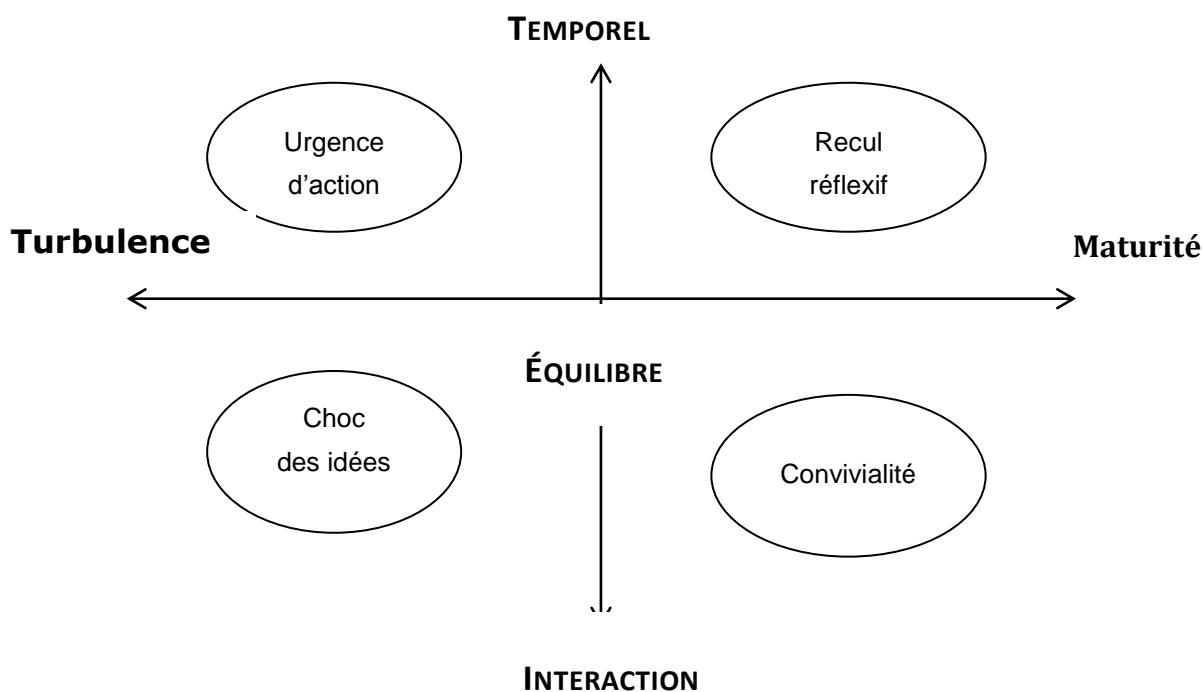 TEMPOREL
Urgence
d’action
Recul
réflexif
Turbulence
Maturité
ÉQUILIBRE
Choc
des idées
Convivialité
INTERACTION